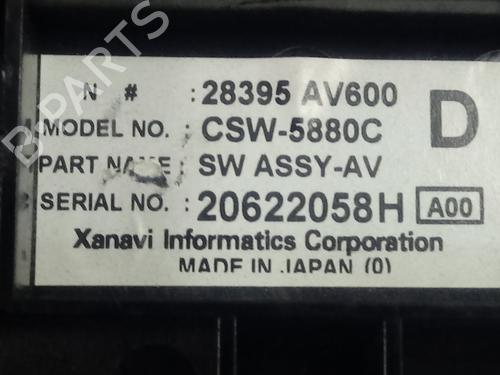 N # : 28395 AV600
D
MODEL NO. : CSW-5880C
PART NAME : SW ASSY-AV
SERIAL NO. : 20622058H A00
Xanavi Informatics Corporation
MADE IN JAPAN (0)
B-PARTS